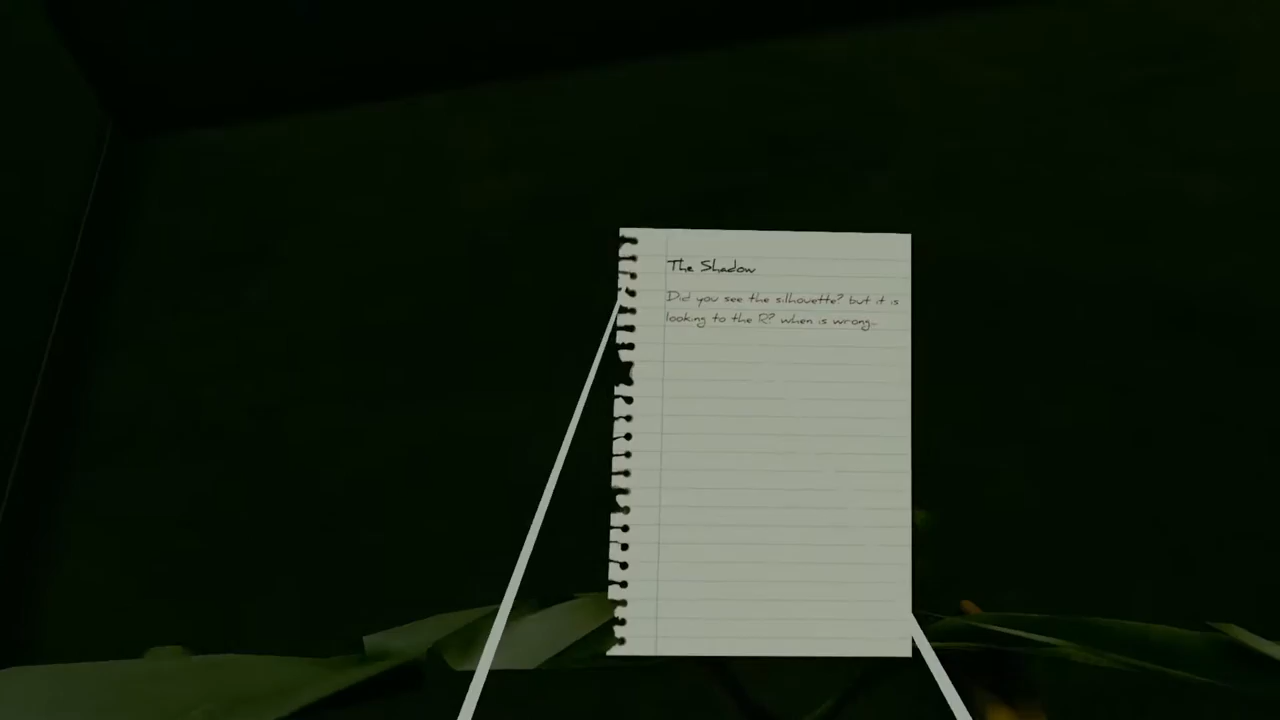 The Shadow
Did you see the silhouette? but it is
looking to the R? when is wrong...